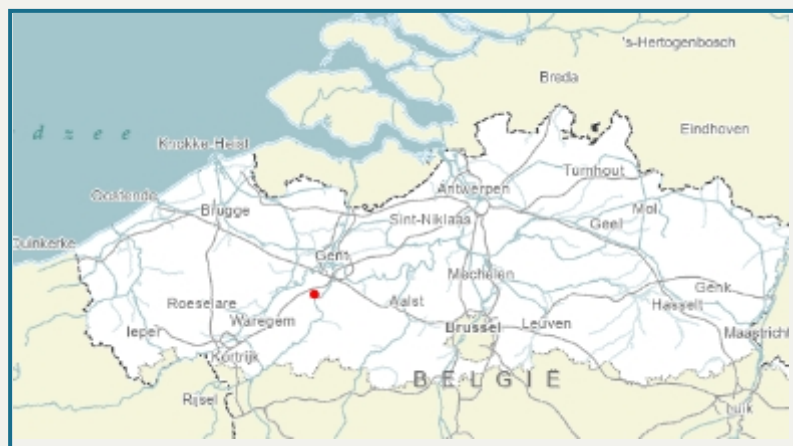 's-Hertogenbosch
Breda
d z e e
Eindhoven
Knokke-Heist
Turnhout
Antwerpen
Oostende
Mol
Brugge
Sint-Niklaas
Geel
Duinkerke
Gent
Mechelen
Genk
Roeselare
Aalst
Hasselt
Waregem
Ieper
Brussel
Leuven
Maastricht
Kortrijk
BELGIË
Rijsel
Luik